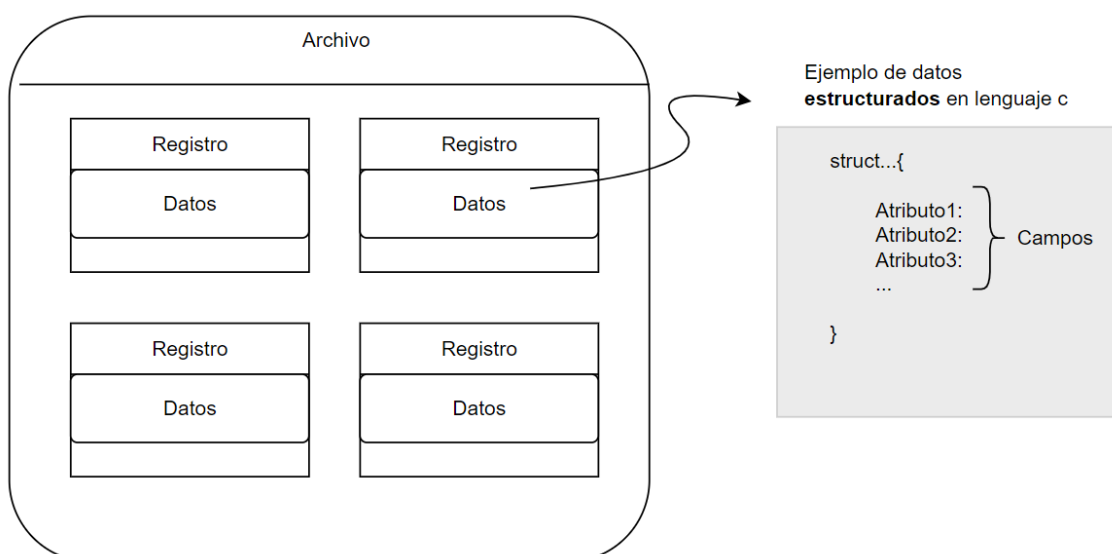 Archivo
Registro
Datos
Registro
Datos
Registro
Datos
Registro
Datos
Ejemplo de datos
estructurados en lenguaje c
struct...{
Atributo1:
Atributo2:
Atributo3:
...
}
Campos